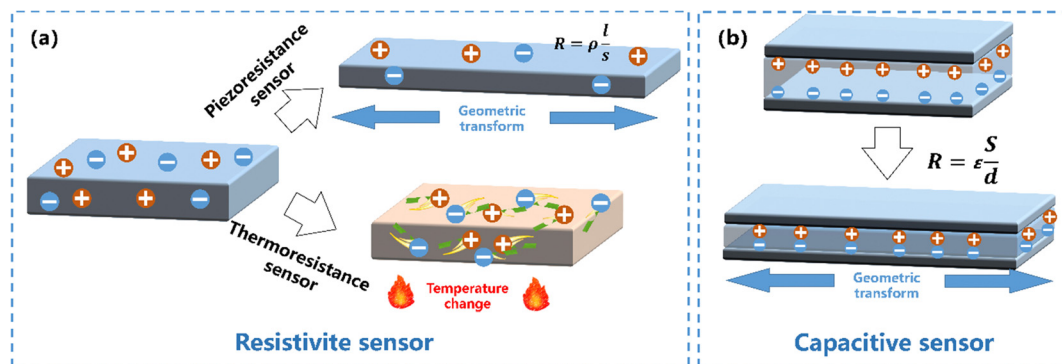 (a)
Piezoresistance
sensor
R = ρ l/s
Geometric
transform
Thermoresistance
sensor
Temperature
change
Resistivite sensor
(b)
R = ε S/d
Geometric
transform
Capacitive sensor